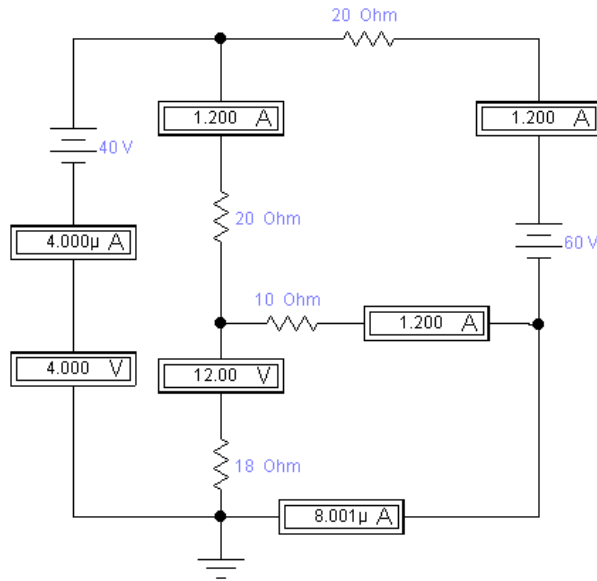 20 Ohm
1.200 A
1.200 A
40 V
20 Ohm
4.000µ A
60 V
10 Ohm
1.200 A
4.000 V
12.00 V
18 Ohm
8.001µ A